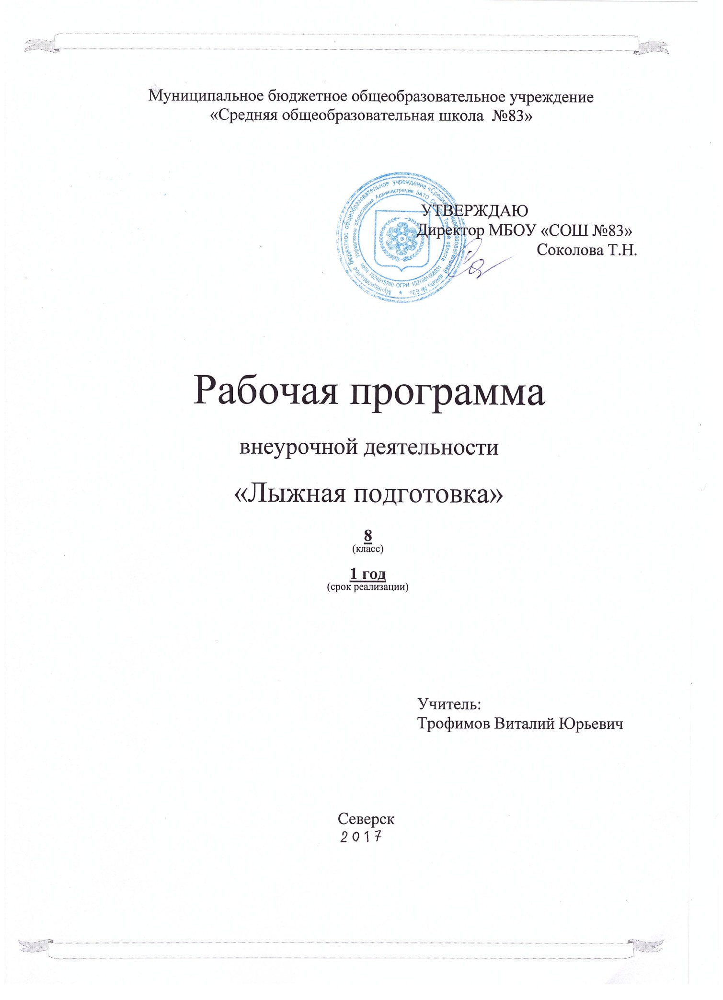 Муниципальное бюджетное общеобразовательное учреждение
«Средняя общеобразовательная школа №83»
УТВЕРЖДАЮ
Директор МБОУ «СОШ №83»
Соколова Т.Н.
Муниципальное бюджетное общеобразовательное учреждение «Средняя общеобразовательная школа № 83» *
Управление образования Администрации ЗАТО Северск Томской области
ИНН 7024015700 ОГРН 1027001686931
Рабочая программа
внеурочной деятельности
«Лыжная подготовка»
8
(класс)
1 год
(срок реализации)
Учитель:
Трофимов Виталий Юрьевич
Северск
2017